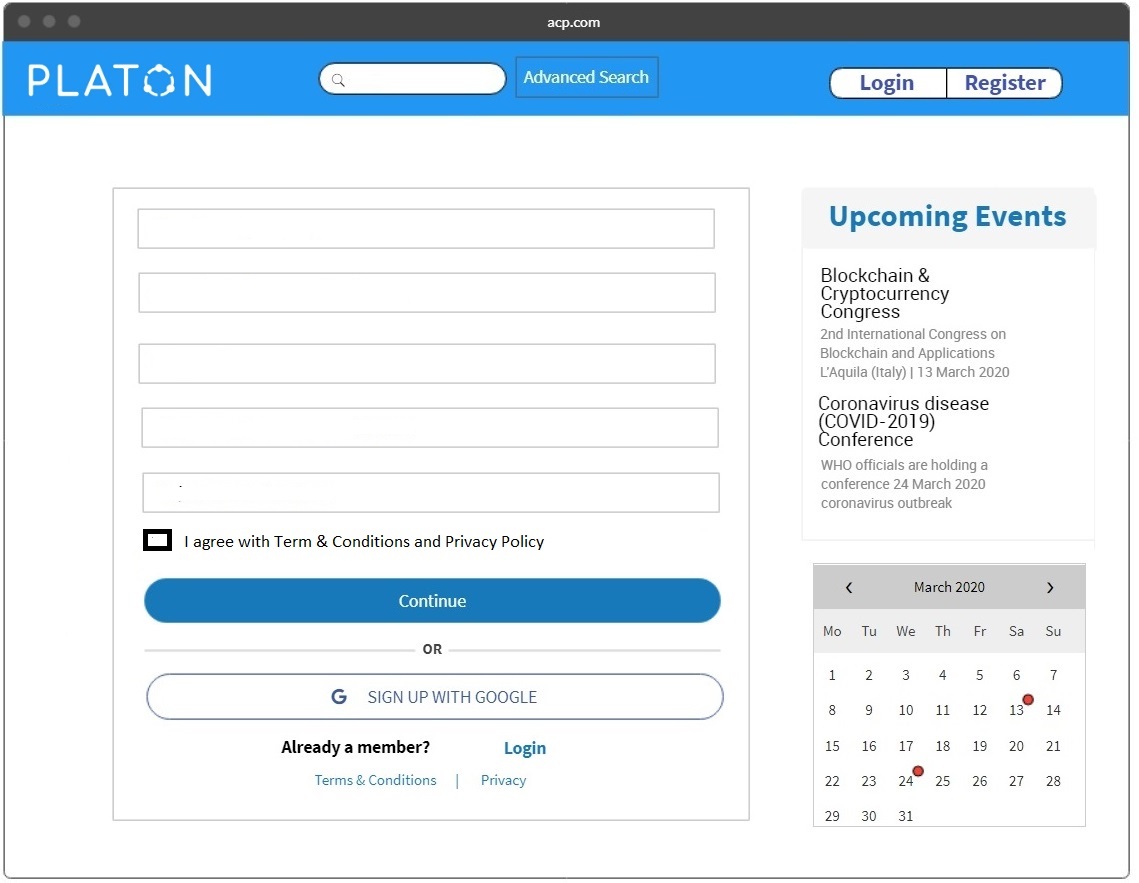 acp.com
PLATON
Advanced Search
Login
Register
I agree with Term & Conditions and Privacy Policy
Continue
OR
G SIGN UP WITH GOOGLE
Already a member? Login
Terms & Conditions | Privacy
Upcoming Events
Blockchain &
Cryptocurrency
Congress
2nd International Congress on
Blockchain and Applications
L'Aquila (Italy) | 13 March 2020
Coronavirus disease
(COVID-2019)
Conference
WHO officials are holding a
conference 24 March 2020
coronavirus outbreak
‹ March 2020 ›
Mo Tu We Th Fr Sa Su
1 2 3 4 5 6 7
8 9 10 11 12 13 14
15 16 17 18 19 20 21
22 23 24 25 26 27 28
29 30 31